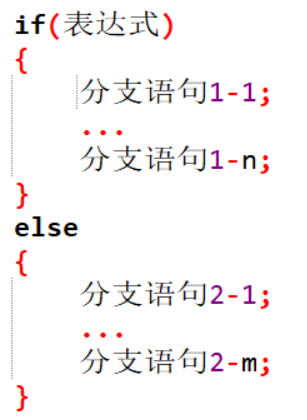 if(表达式)
{
分支语句1-1;
...
分支语句1-n;
}
else
{
分支语句2-1;
...
分支语句2-m;
}